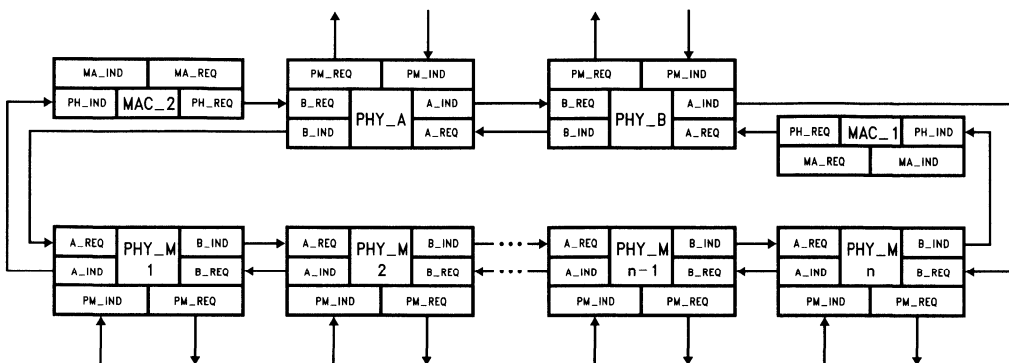 PM_REQ PM_IND
PM_REQ PM_IND
MA_IND MA_REQ
PH_IND MAC_2 PH_REQ
B_REQ PHY_A A_IND
B_IND A_REQ
B_REQ PHY_B A_IND
B_IND A_REQ
PH_REQ MAC_1 PH_IND
MA_REQ MA_IND
A_REQ PHY_M B_IND
A_IND 1 B_REQ
PM_IND PM_REQ
A_REQ PHY_M B_IND
A_IND 2 B_REQ
PM_IND PM_REQ
A_REQ PHY_M B_IND
A_IND n-1 B_REQ
PM_IND PM_REQ
A_REQ PHY_M B_IND
A_IND n B_REQ
PM_IND PM_REQ